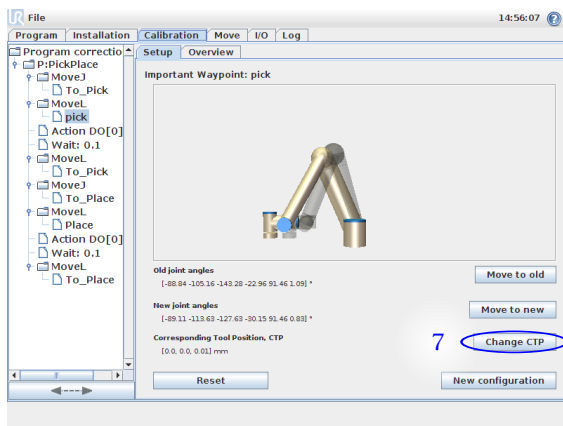 UR File 14:56:07 ?
Program Installation Calibration Move I/O Log
Program correctio
P:PickPlace
MoveJ
To_Pick
MoveL
pick
Action DO[0]
Wait: 0.1
MoveL
To_Pick
MoveJ
To_Place
MoveL
Place
Action DO[0]
Wait: 0.1
MoveL
To_Place
Setup Overview
Important Waypoint: pick
Old joint angles
[-88.84 -105.16 -143.28 -22.96 91.46 1.09] °
Move to old
New joint angles
[-89.11 -113.63 -127.63 -30.15 91.46 0.83] °
Move to new
Corresponding Tool Position, CTP
[0.0, 0.0, 0.01] mm
7 Change CTP
Reset New configuration